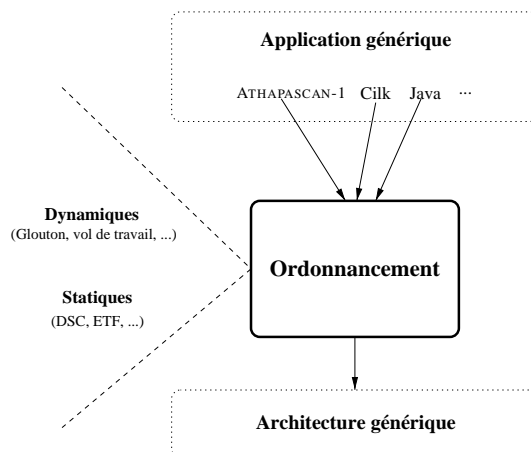 Application générique
ATHAPASCAN-1 Cilk Java ...
Dynamiques
(Glouton, vol de travail, ...)
Ordonnancement
Statiques
(DSC, ETF, ...)
Architecture générique